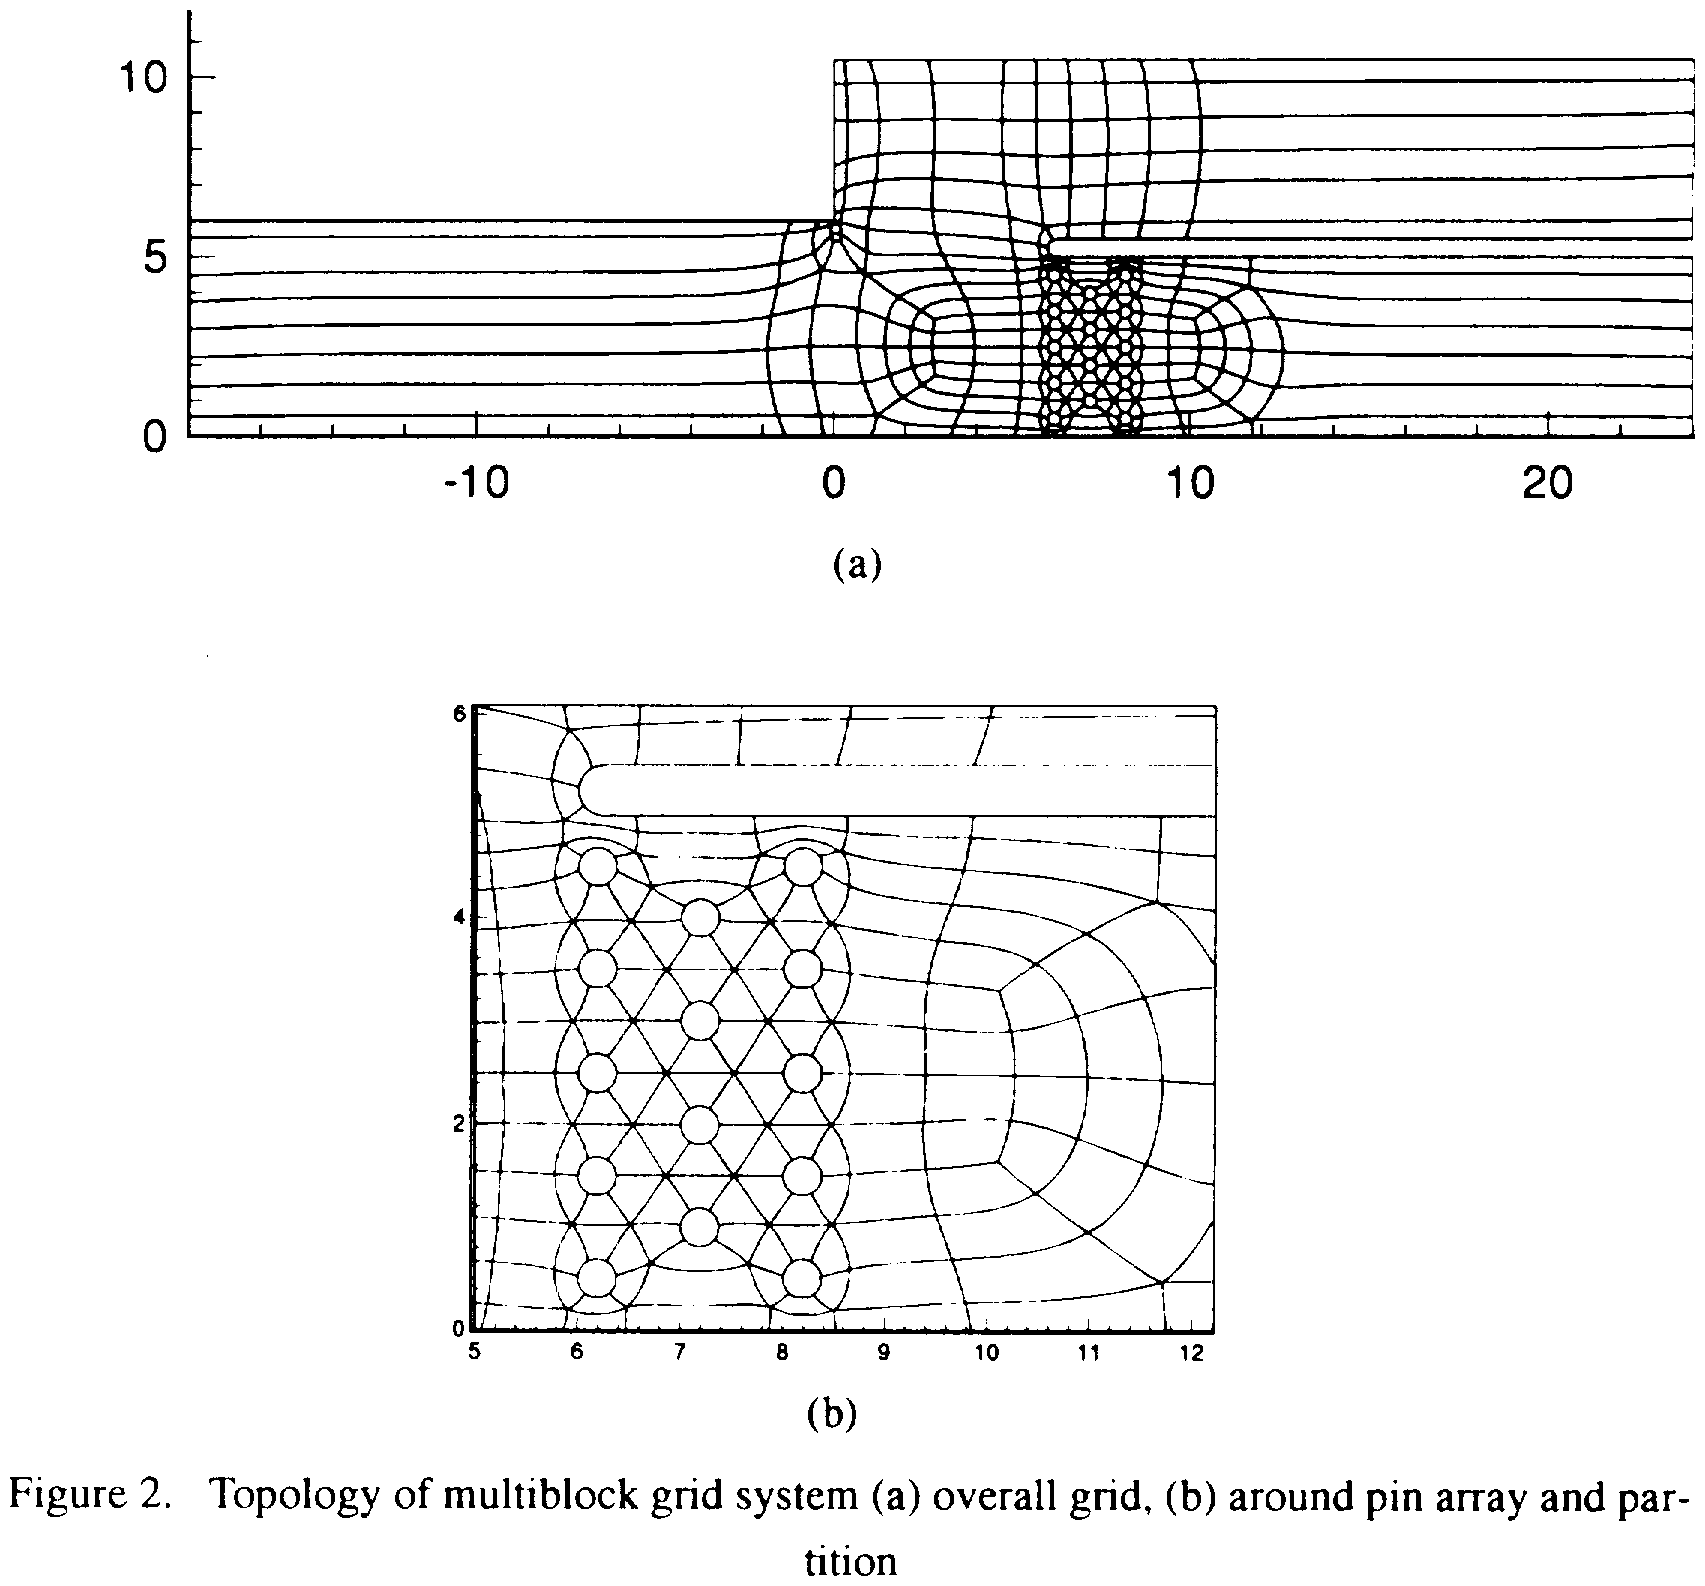 10
5
0
-10 0 10 20
(a)
6
4
2
0
5 6 7 8 9 10 11 12
(b)
Figure 2. Topology of multiblock grid system (a) overall grid, (b) around pin array and par-
tition